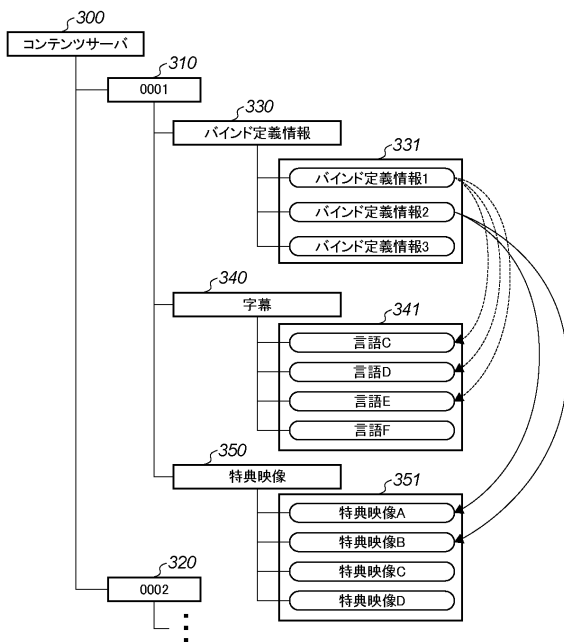 300
コンテンツサーバ
310
0001
330
バインド定義情報
331
バインド定義情報1
バインド定義情報2
バインド定義情報3
340
字幕
341
言語C
言語D
言語E
言語F
350
特典映像
351
特典映像A
特典映像B
特典映像C
特典映像D
320
0002